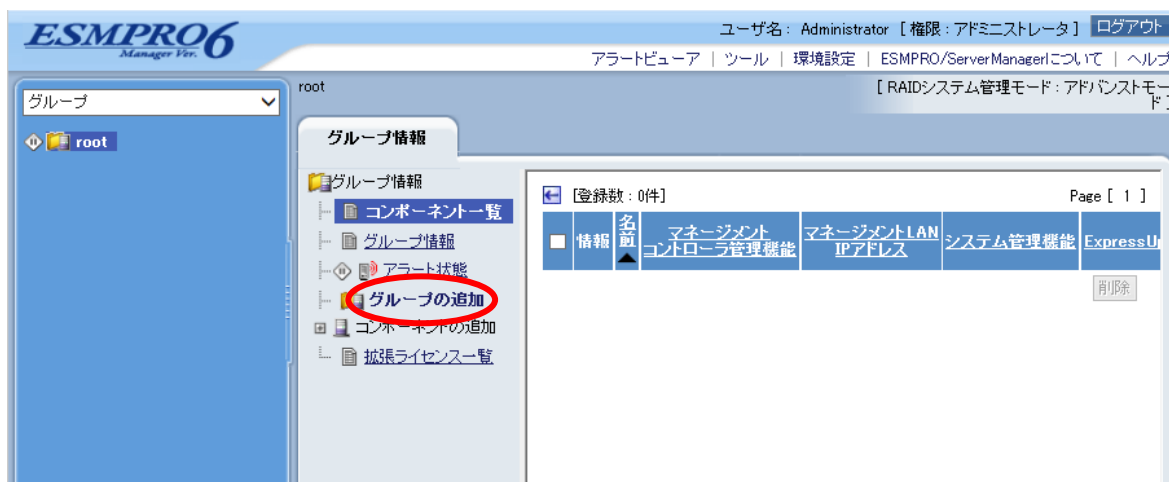 ESMPRO6
Manager Ver.
ユーザ名： Administrator [ 権限：アドミニストレータ ] ログアウト
アラートビューア | ツール | 環境設定 | ESMPRO/ServerManagerについて | ヘルプ
グループ
root
root
[ RAIDシステム管理モード：アドバンストモード ]
グループ情報
グループ情報
コンポーネント一覧
グループ情報
アラート状態
グループの追加
コンポーネントの追加
拡張ライセンス一覧
[登録数：0件] Page [ 1 ]
情報 名前▲ マネージメント コントローラ管理機能 マネージメントLAN IPアドレス システム管理機能 ExpressU
削除